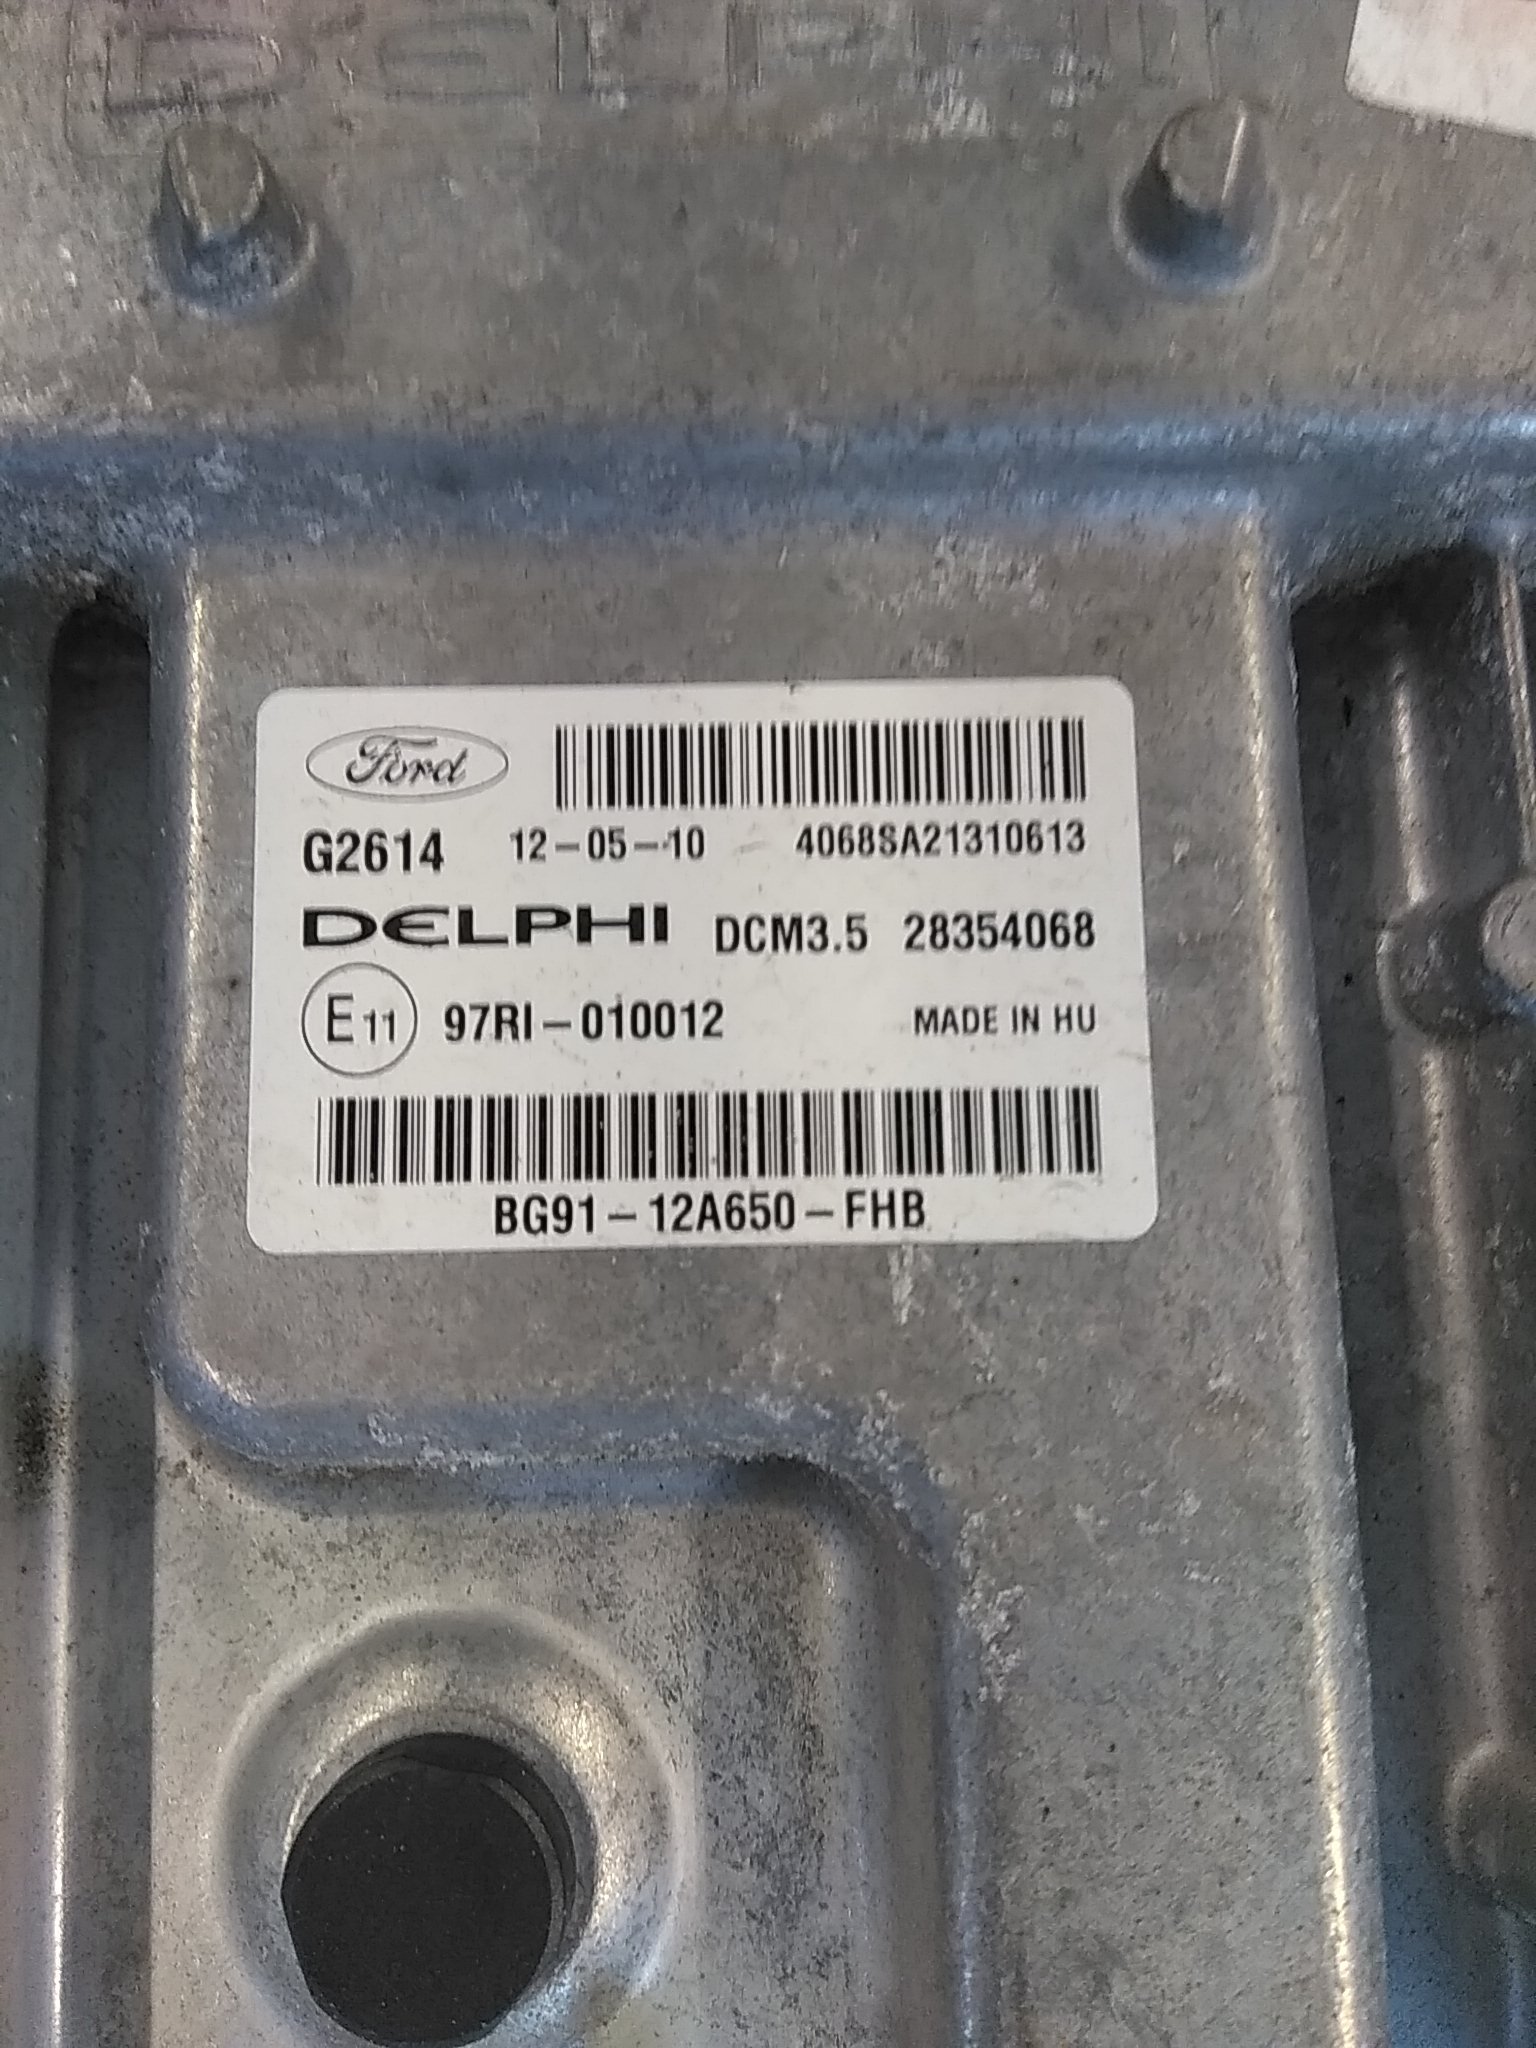 DELPHI
Ford
G2614 12-05-10 4068SA21310613
DELPHI DCM3.5 28354068
E11 97RI-010012 MADE IN HU
BG91-12A650-FHB